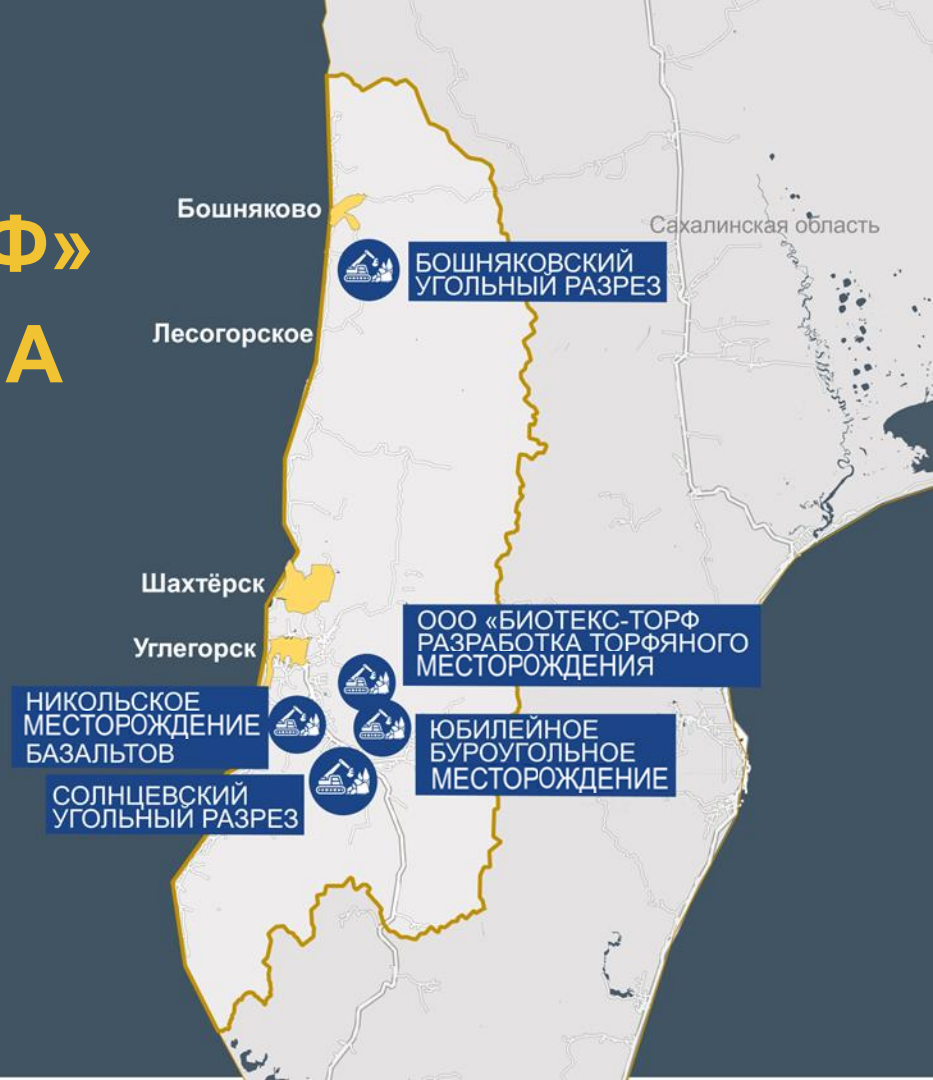 Ф»
А
Бошняково
Сахалинская область
БОШНЯКОВСКИЙ
УГОЛЬНЫЙ РАЗРЕЗ
Лесогорское
Шахтёрск
ООО «БИОТЕКС-ТОРФ
РАЗРАБОТКА ТОРФЯНОГО
МЕСТОРОЖДЕНИЯ
Углегорск
НИКОЛЬСКОЕ
МЕСТОРОЖДЕНИЕ
БАЗАЛЬТОВ
ЮБИЛЕЙНОЕ
БУРОУГОЛЬНОЕ
МЕСТОРОЖДЕНИЕ
СОЛНЦЕВСКИЙ
УГОЛЬНЫЙ РАЗРЕЗ